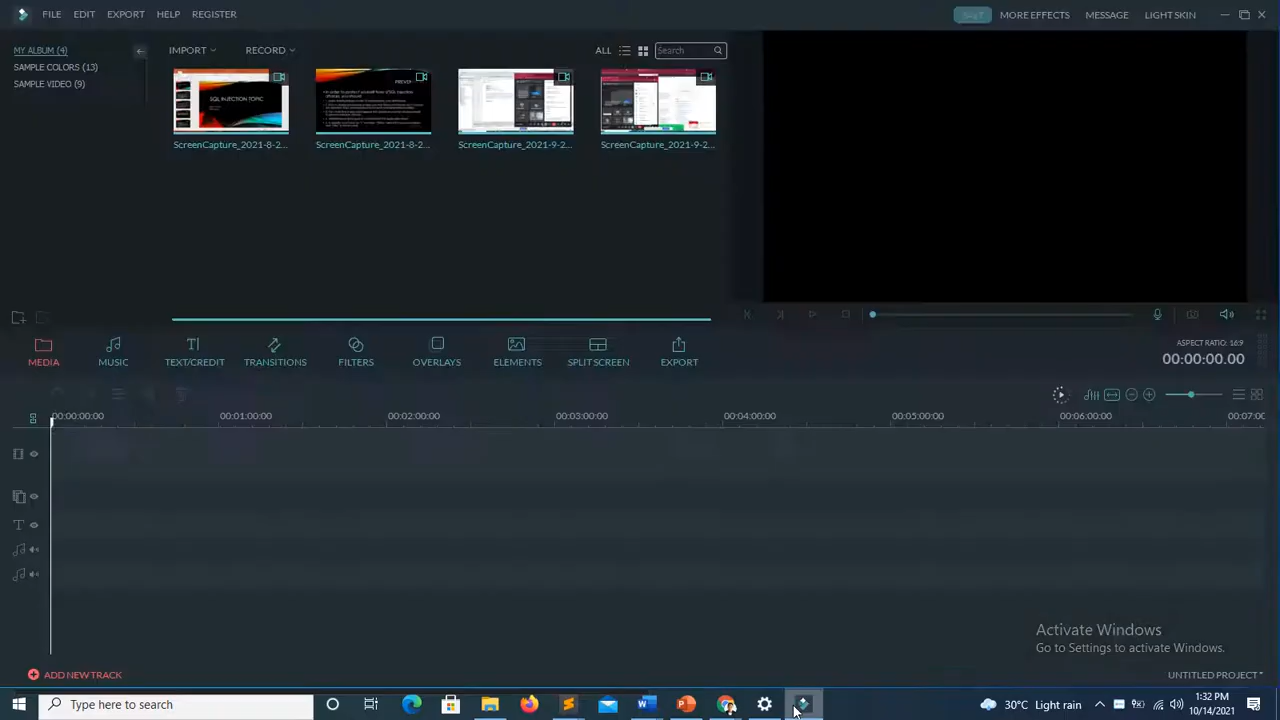 FILE EDIT EXPORT HELP REGISTER MORE EFFECTS MESSAGE LIGHT SKIN
MY ALBUM (4) IMPORT RECORD ALL Search
SAMPLE COLORS (
SAMPLE VIDEO (
SQL INJECTION TOPIC
ScreenCapture_2021-8-2... ScreenCapture_2021-8-2... ScreenCapture_2021-9-2... ScreenCapture_2021-9-2...
MEDIA MUSIC TEXT/CREDIT TRANSITIONS FILTERS OVERLAYS ELEMENTS SPLIT SCREEN EXPORT
ASPECT RATIO: 16:9
00:00:00.00
00:00:00:00 00:01:00:00 00:02:00:00 00:03:00:00 00:04:00:00 00:05:00:00 00:06:00:00 00:07:0
Activate Windows
Go to Settings to activate Windows.
ADD NEW TRACK UNTITLED PROJECT*
Type here to search 30°C Light rain 1:32 PM
10/14/2021